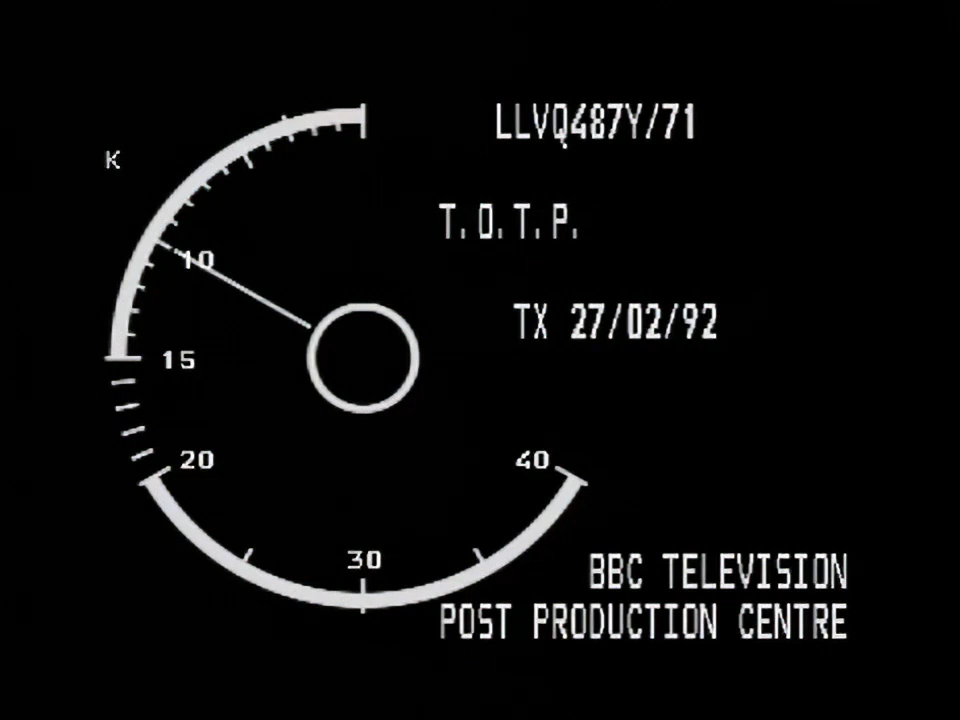 LLVQ487Y/71
K
T.O.T.P.
10
TX 27/02/92
15
20
40
30
BBC TELEVISION
POST PRODUCTION CENTRE